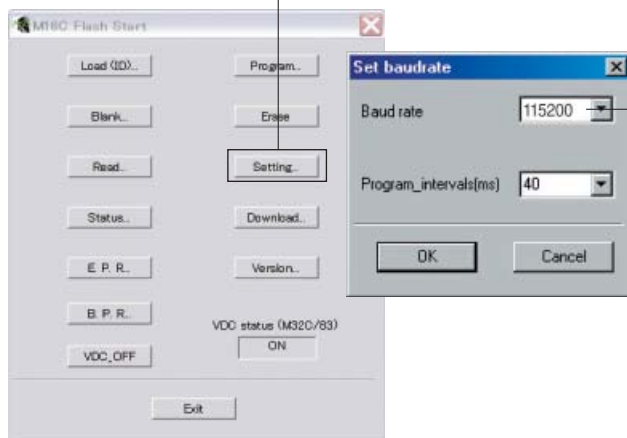 M16C Flash Start
Load (ID)...
Program...
Blank...
Erase
Read...
Setting...
Status...
Download...
E. P. R...
Version...
B. P. R...
VDC status (M32C/83)
ON
VDC_OFF
Exit
Set baudrate
Baud rate
115200
Program_intervals(ms)
40
OK
Cancel